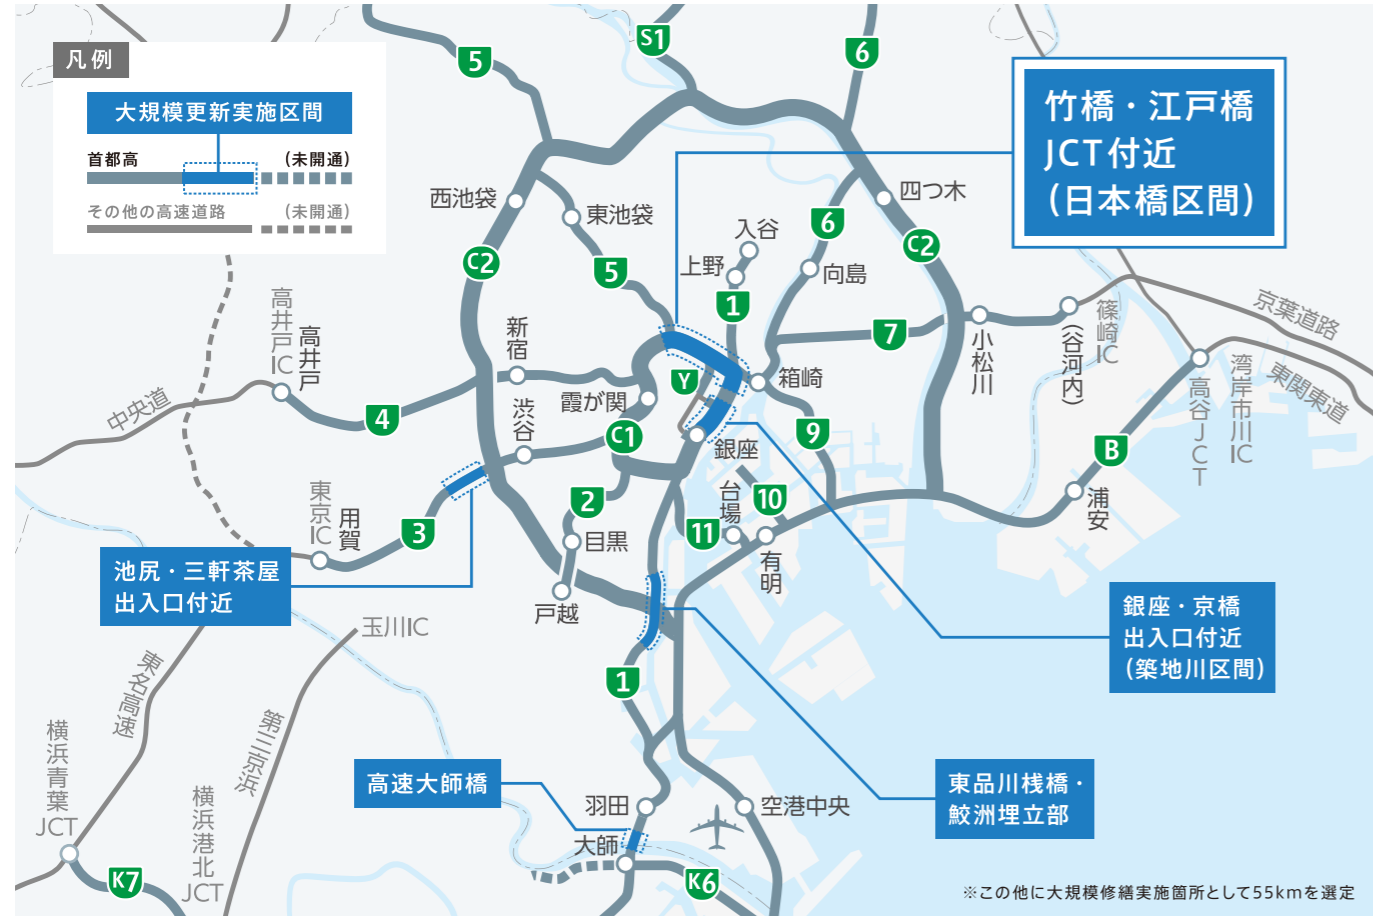 凡例
大規模更新実施区間
首都高
(未開通)
その他の高速道路
(未開通)
5
S1
6
竹橋・江戸橋
JCT付近
(日本橋区間)
西池袋
東池袋
四つ木
C2
5
入谷
上野
1
6
向島
C2
7
小松川
(谷河内)
篠崎IC
京葉道路
東関東道
湾岸市川IC
高谷JCT
高井戸IC
高井戸
新宿
中央道
4
霞が関
渋谷
C1
Y
箱崎
銀座
9
B
浦安
10
台場
11
有明
2
目黒
戸越
東京IC
用賀
3
池尻・三軒茶屋
出入口付近
銀座・京橋
出入口付近
(築地川区間)
玉川IC
東名高速
第三京浜
横浜青葉JCT
横浜港北JCT
K7
1
高速大師橋
東品川桟橋・
鮫洲埋立部
羽田
空港中央
大師
K6
※この他に大規模修繕実施箇所として55kmを選定